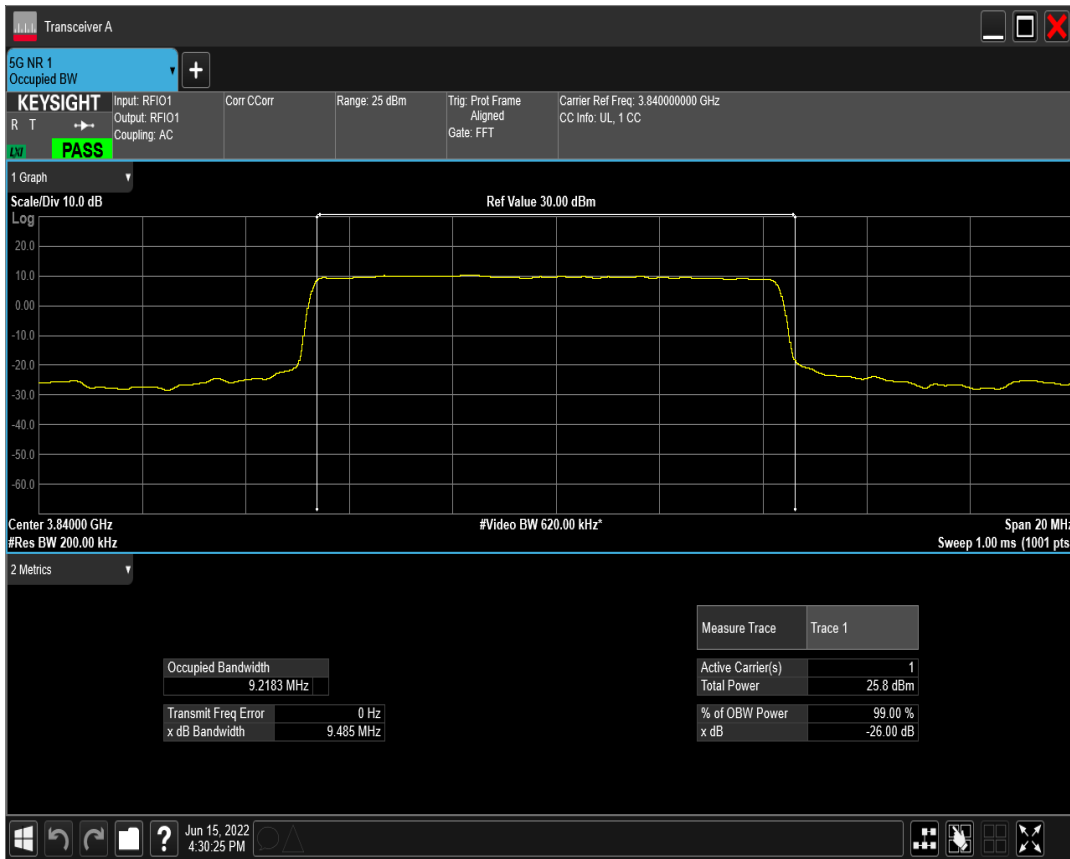 Transceiver A
5G NR 1
Occupied BW
+
KEYSIGHT
R T
LXI
PASS
Input: RFIO1
Output: RFIO1
Coupling: AC
Corr CCorr
Range: 25 dBm
Trig: Prot Frame
Aligned
Gate: FFT
Carrier Ref Freq: 3.840000000 GHz
CC Info: UL, 1 CC
1 Graph
Scale/Div 10.0 dB
Ref Value 30.00 dBm
Log
20.0
10.0
0.00
-10.0
-20.0
-30.0
-40.0
-50.0
-60.0
Center 3.84000 GHz
#Video BW 620.00 kHz*
Span 20 MHz
#Res BW 200.00 kHz
Sweep 1.00 ms (1001 pts
2 Metrics
Measure Trace Trace 1
Occupied Bandwidth
9.2183 MHz
Active Carrier(s) 1
Total Power 25.8 dBm
Transmit Freq Error 0 Hz
x dB Bandwidth 9.485 MHz
% of OBW Power 99.00 %
x dB -26.00 dB
?
Jun 15, 2022
4:30:25 PM